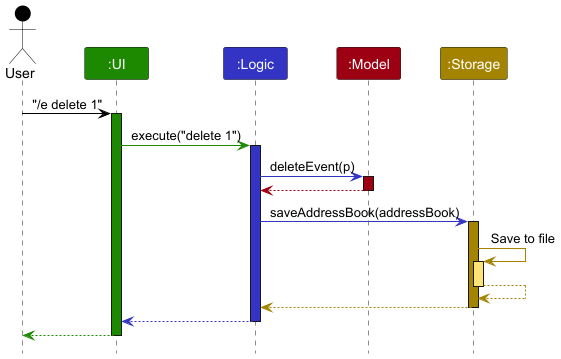 User
:UI
:Logic
:Model
:Storage
"/e delete 1"
execute("delete 1")
deleteEvent(p)
saveAddressBook(addressBook)
Save to file